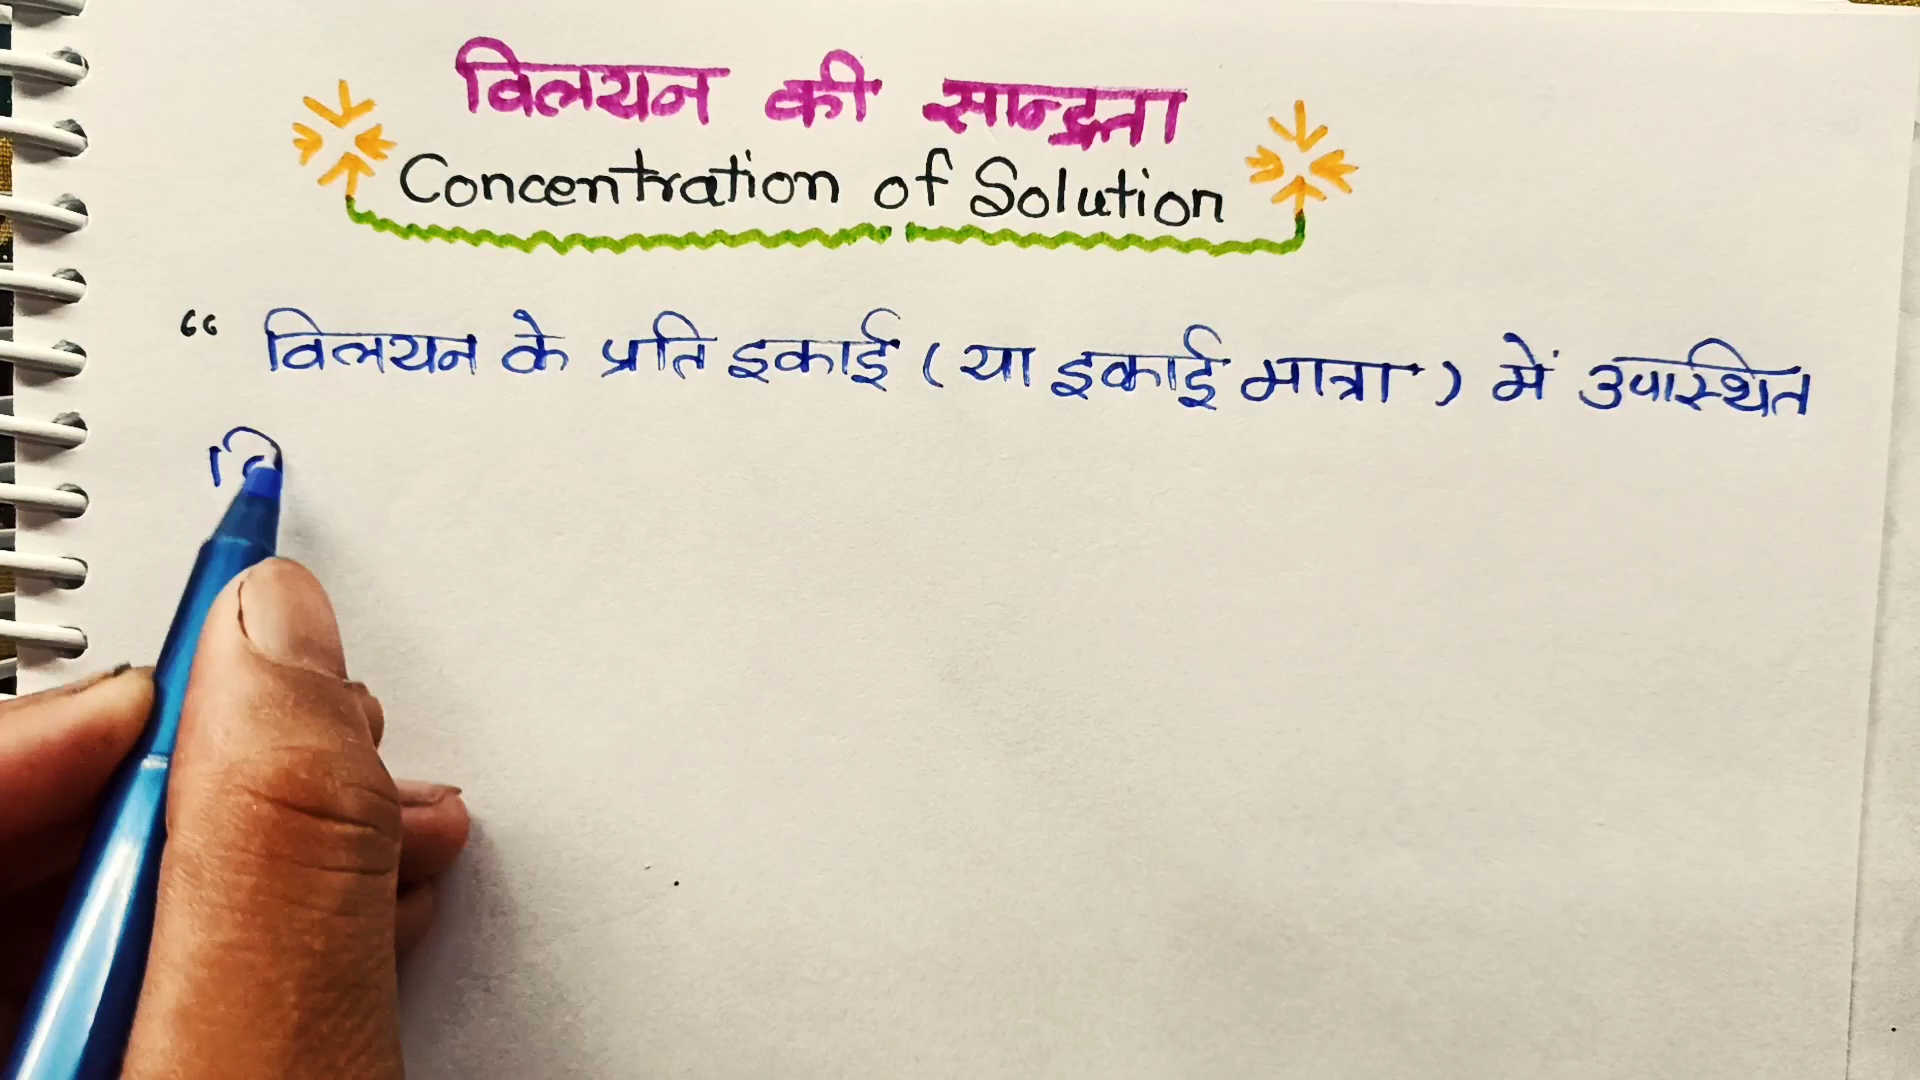 विलयन की सान्द्रता
Concentration of Solution
“ विलयन के प्रति इकाई ( या इकाई मात्रा ) में उपस्थित
वि